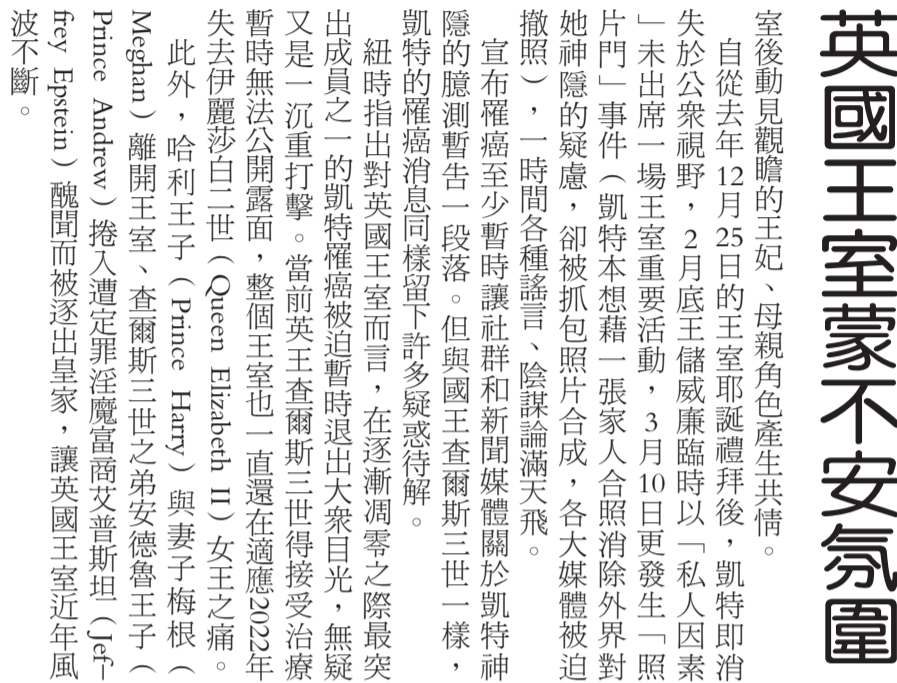 英國王室蒙不安氛圍
室後動見觀瞻的王妃、母親角色產生共情。
自從去年12月25日的王室耶誕禮拜後，凱特即消
失於公衆視野，2月底王儲威廉臨時以「私人因素
」未出席一場王室重要活動，3月10日更發生「照
片門」事件（凱特本想藉一張家人合照消除外界對
她神隱的疑慮，卻被抓包照片合成，各大媒體被迫
撤照），一時間各種謠言、陰謀論滿天飛。
宣布罹癌至少暫時讓社群和新聞媒體關於凱特神
隱的臆測暫告一段落。但與國王查爾斯三世一樣，
凱特的罹癌消息同樣留下許多疑惑待解。
紐時指出對英國王室而言，在逐漸凋零之際最突
出成員之一的凱特罹癌被迫暫時退出大衆目光，無疑
又是一沉重打擊。當前英王查爾斯三世得接受治療
暫時無法公開露面，整個王室也一直還在適應2022年
失去伊麗莎白二世（Queen Elizabeth II）女王之痛。
此外，哈利王子（Prince Harry）與妻子梅根（
Meghan）離開王室、查爾斯三世之弟安德魯王子（
Prince Andrew）捲入遭定罪淫魔富商艾普斯坦（Jef-
frey Epstein）醜聞而被逐出皇家，讓英國王室近年風
波不斷。